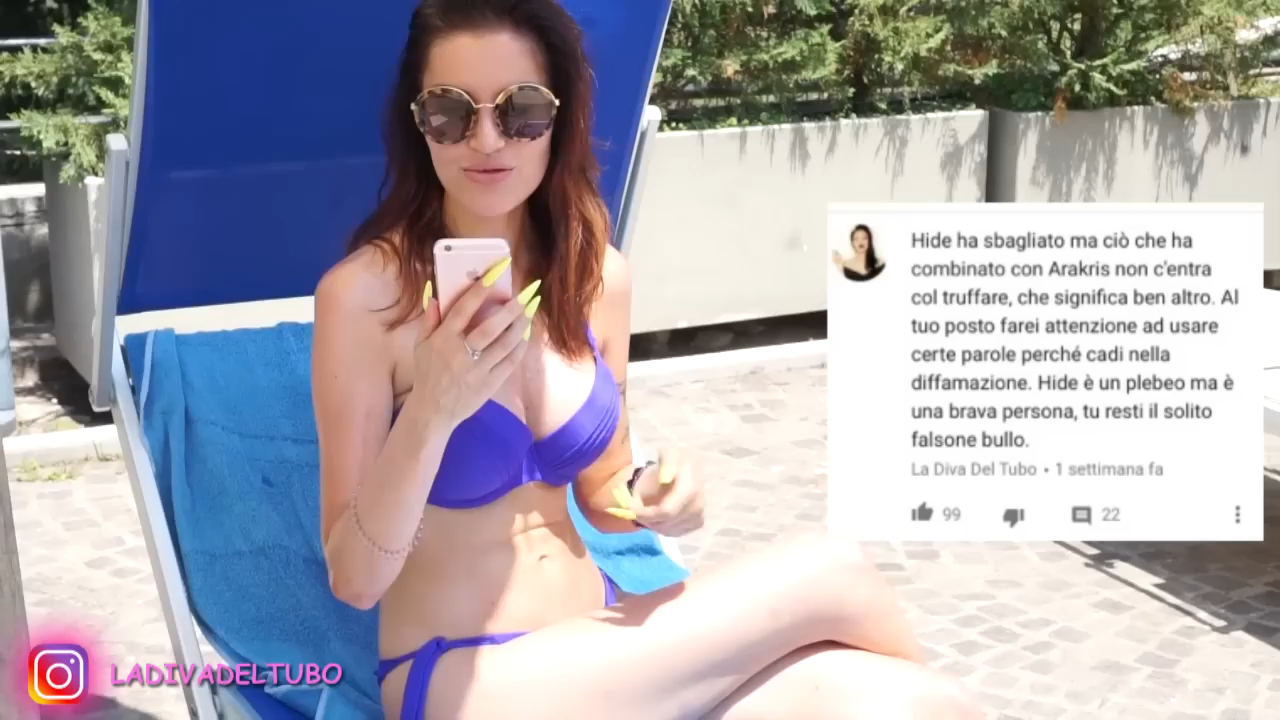 Hide ha sbagliato ma ciò che ha
combinato con Arakris non c'entra
col truffare, che significa ben altro. Al
tuo posto farei attenzione ad usare
certe parole perché cadi nella
diffamazione. Hide è un plebeo ma è
una brava persona, tu resti il solito
falsone bullo.
La Diva Del Tubo • 1 settimana fa
99 22
LADIVADELTUBO